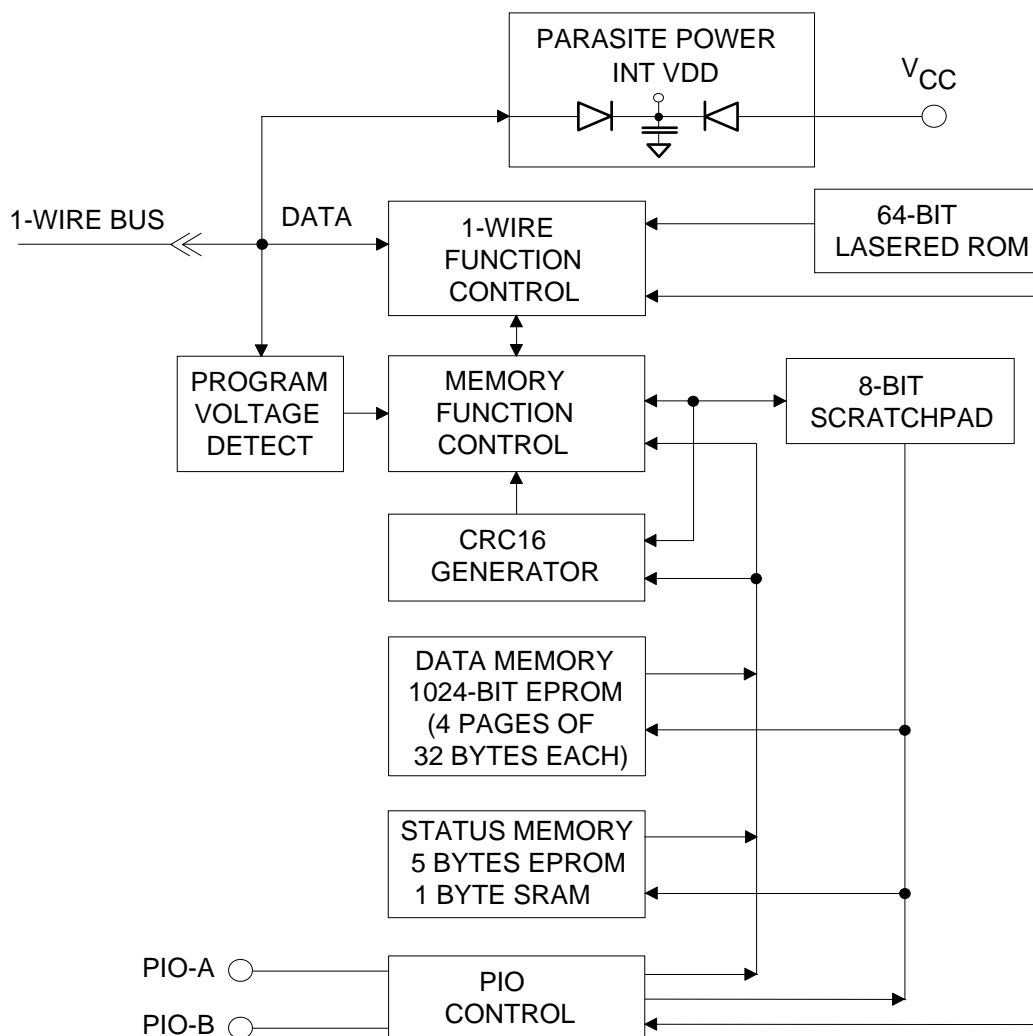 PARASITE POWER
INT VDD
VCC
1-WIRE BUS
DATA
1-WIRE
FUNCTION
CONTROL
64-BIT
LASERED ROM
PROGRAM
VOLTAGE
DETECT
MEMORY
FUNCTION
CONTROL
8-BIT
SCRATCHPAD
CRC16
GENERATOR
DATA MEMORY
1024-BIT EPROM
(4 PAGES OF
32 BYTES EACH)
STATUS MEMORY
5 BYTES EPROM
1 BYTE SRAM
PIO-A
PIO-B
PIO
CONTROL